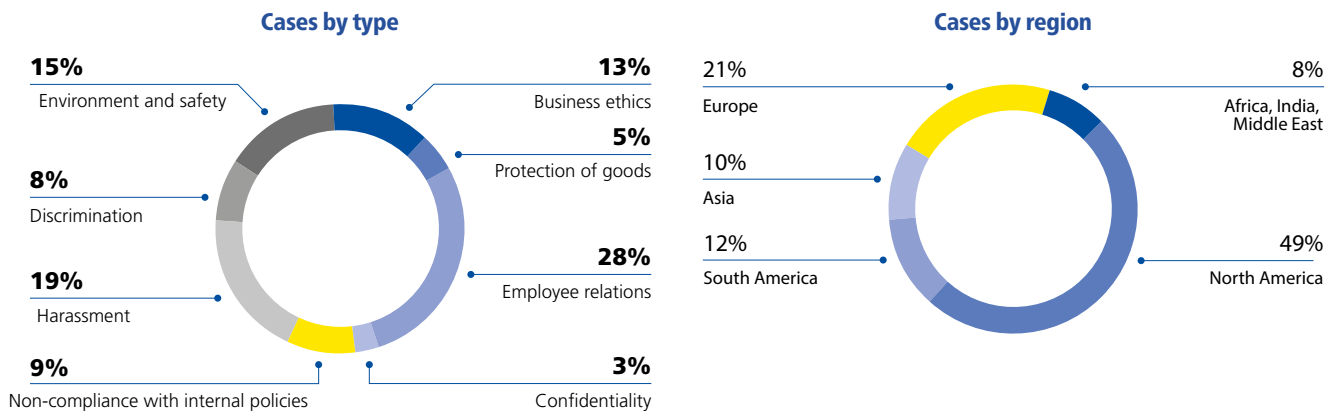 Cases by type
15%
Environment and safety
13%
Business ethics
5%
Protection of goods
8%
Discrimination
28%
Employee relations
19%
Harassment
9%
Non-compliance with internal policies
3%
Confidentiality
Cases by region
21%
Europe
8%
Africa, India,
Middle East
10%
Asia
12%
South America
49%
North America